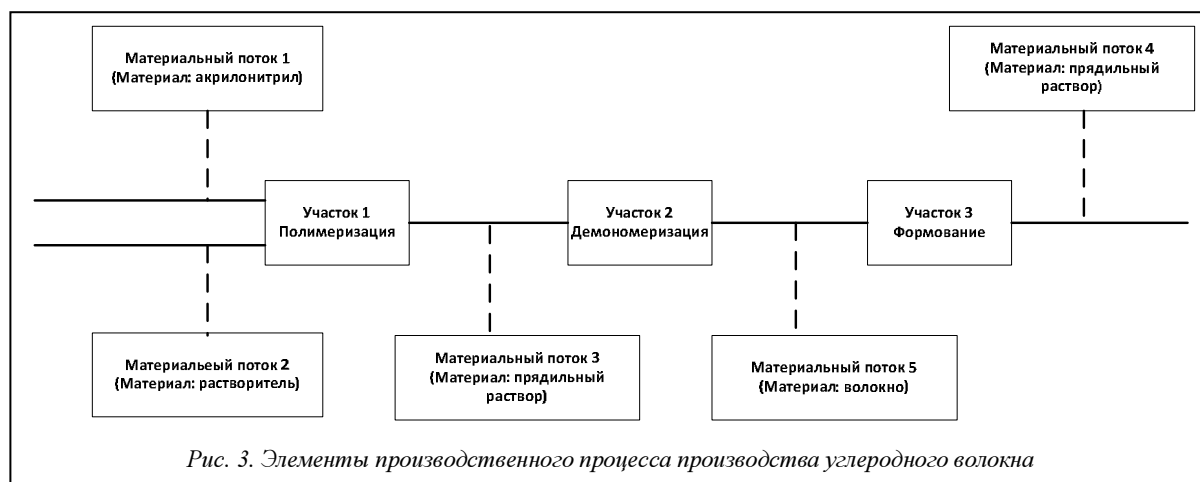 Материальный поток 1
(Материал: акрилонитрил)
Материальный поток 4
(Материал: прядильный
раствор)
Участок 1
Полимеризация
Участок 2
Демономеризация
Участок 3
Формование
Материальеый поток 2
(Материал: растворитель)
Материальный поток 3
(Материал: прядильный
раствор)
Материальный поток 5
(Материал: волокно)
Рис. 3. Элементы производственного процесса производства углеродного волокна